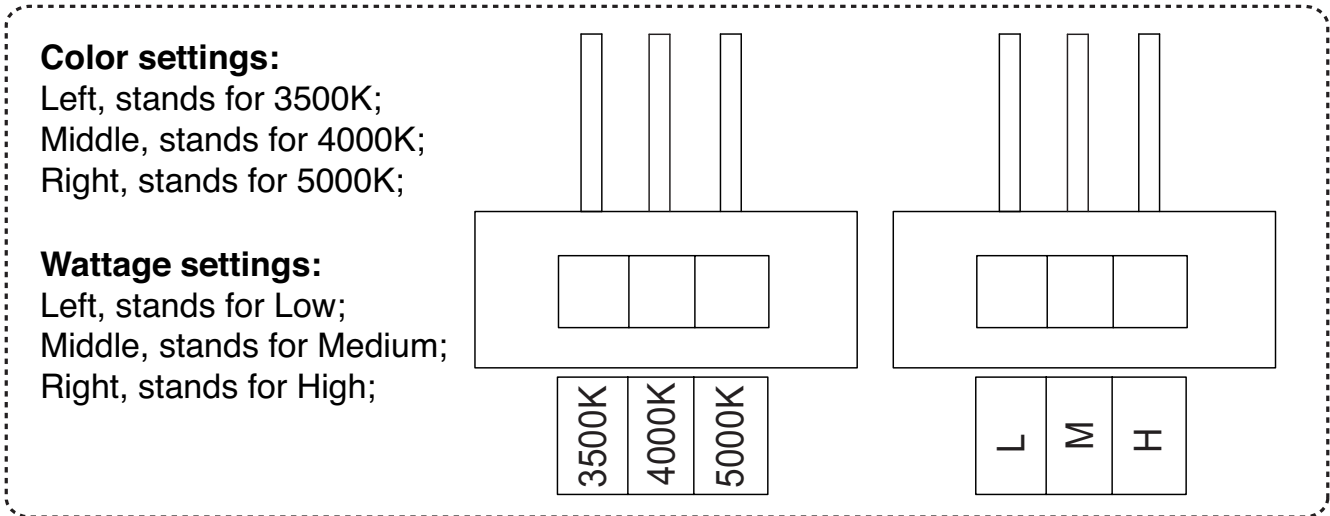 Color settings:
Left, stands for 3500K;
Middle, stands for 4000K;
Right, stands for 5000K;
Wattage settings:
Left, stands for Low;
Middle, stands for Medium;
Right, stands for High;
3500K
4000K
5000K
L
M
H